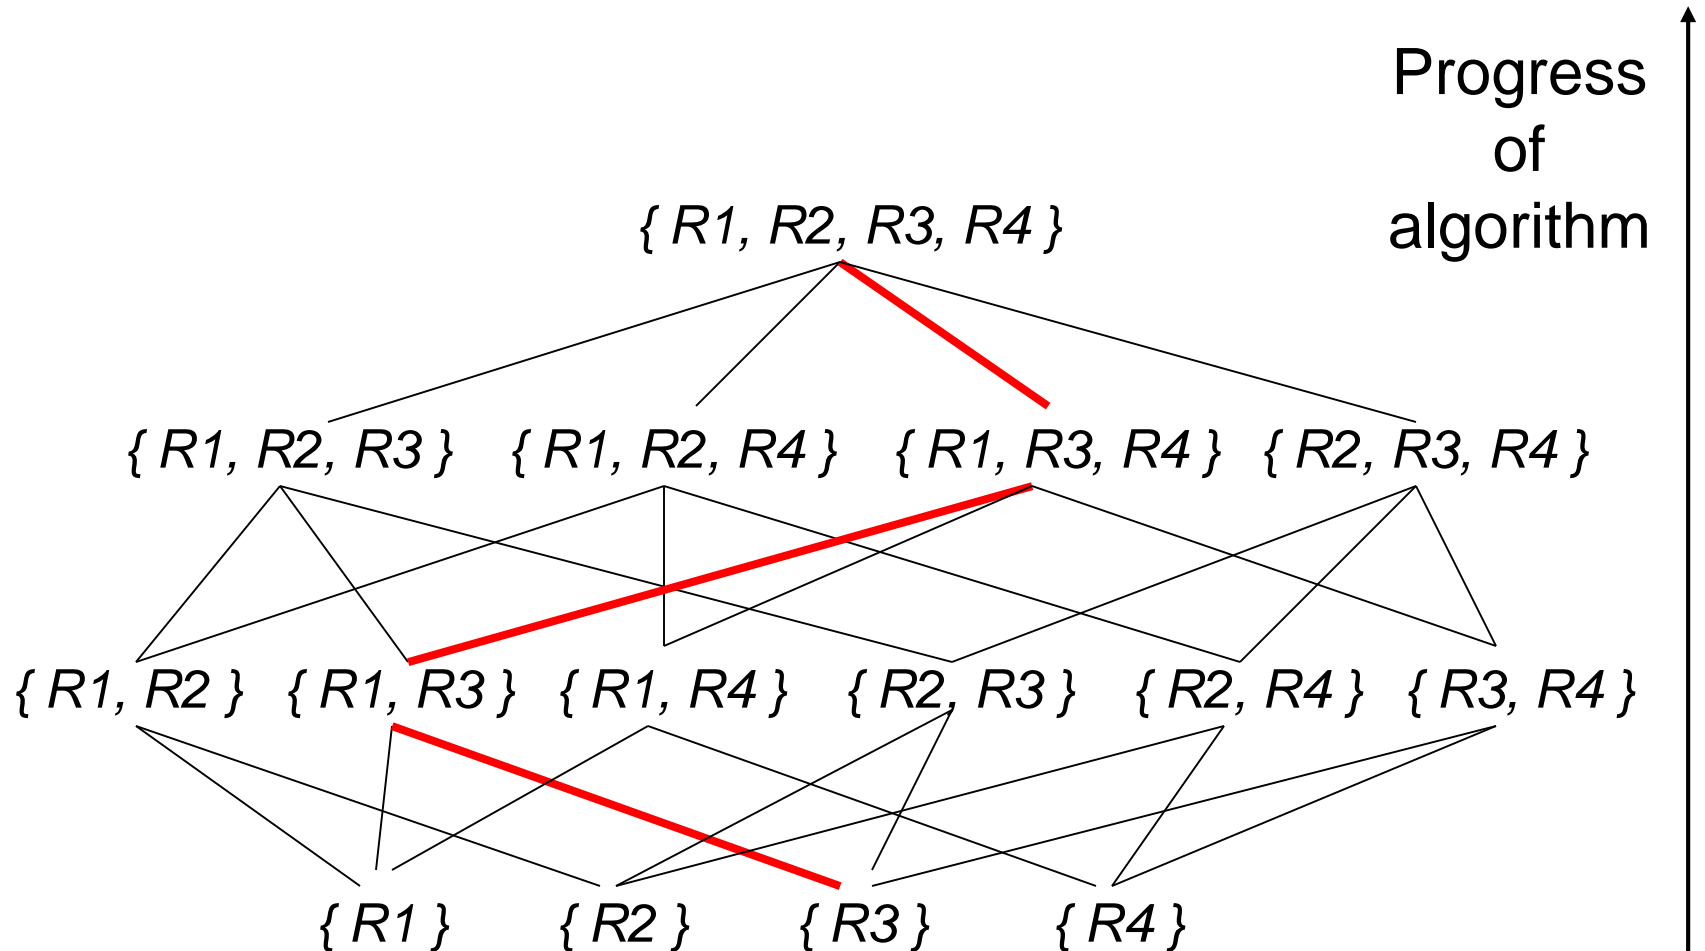 Progress
of
algorithm
{ R1, R2, R3, R4 }
{ R1, R2, R3 } { R1, R2, R4 } { R1, R3, R4 } { R2, R3, R4 }
{ R1, R2 } { R1, R3 } { R1, R4 } { R2, R3 } { R2, R4 } { R3, R4 }
{ R1 } { R2 } { R3 } { R4 }